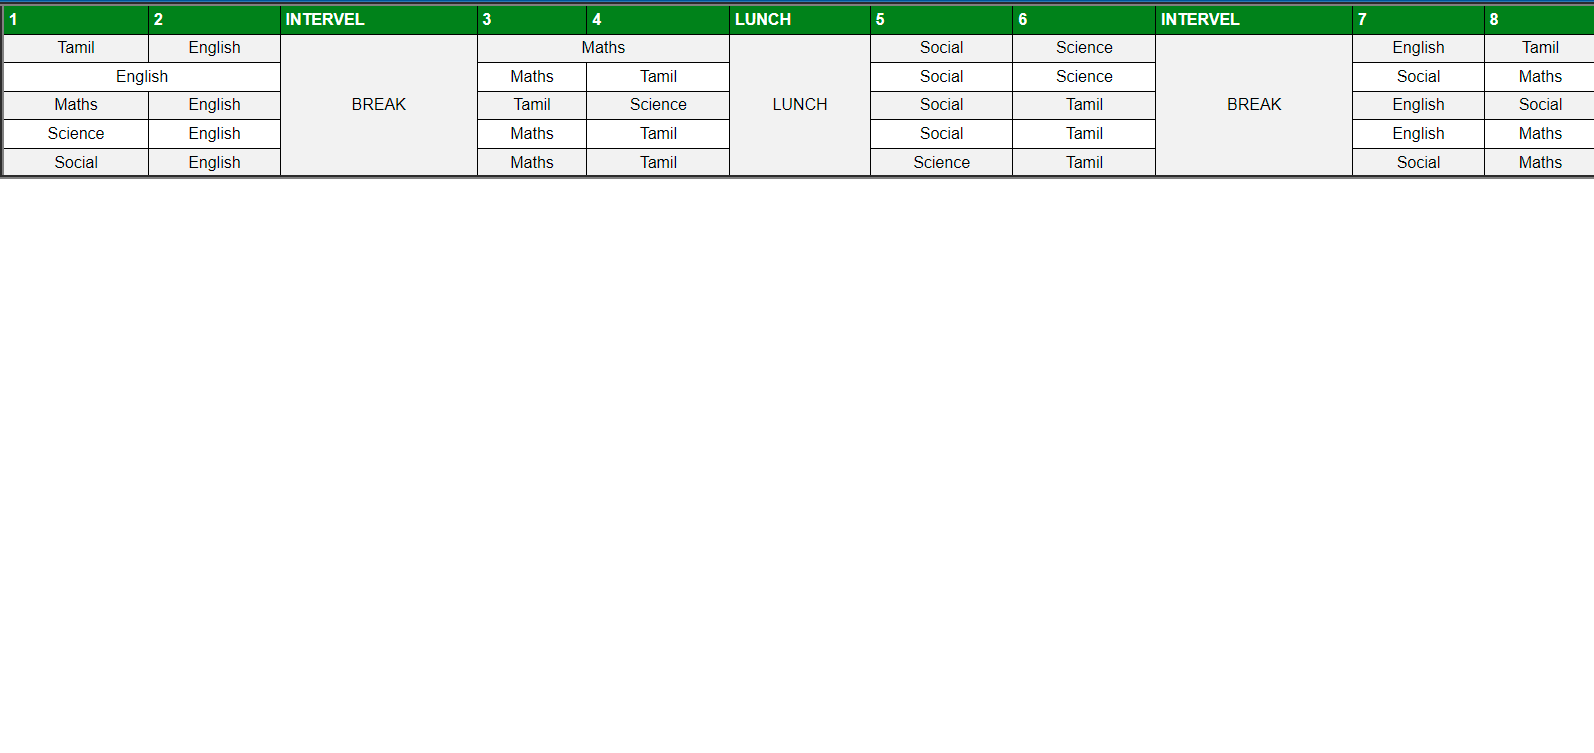 1 2 INTERVEL 3 4 LUNCH 5 6 INTERVEL 7 8
Tamil English Maths Social Science English Tamil
English Maths Tamil Social Science Social Maths
Maths English BREAK Tamil Science LUNCH Social Tamil BREAK English Social
Science English Maths Tamil Social Tamil English Maths
Social English Maths Tamil Science Tamil Social Maths